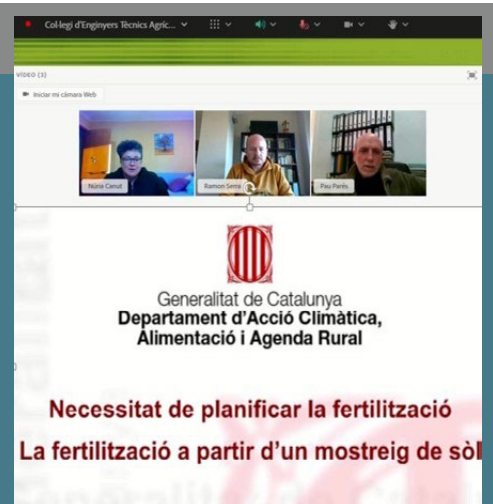 Col·legi d'Enginyers Tècnics Agríc...
VÍDEO (3)
Iniciar mi cámara Web
Núria Canut
Ramon Serra
Pau Parés
Generalitat de Catalunya
Departament d'Acció Climàtica,
Alimentació i Agenda Rural
Necessitat de planificar la fertilització
La fertilització a partir d'un mostreig de sòl